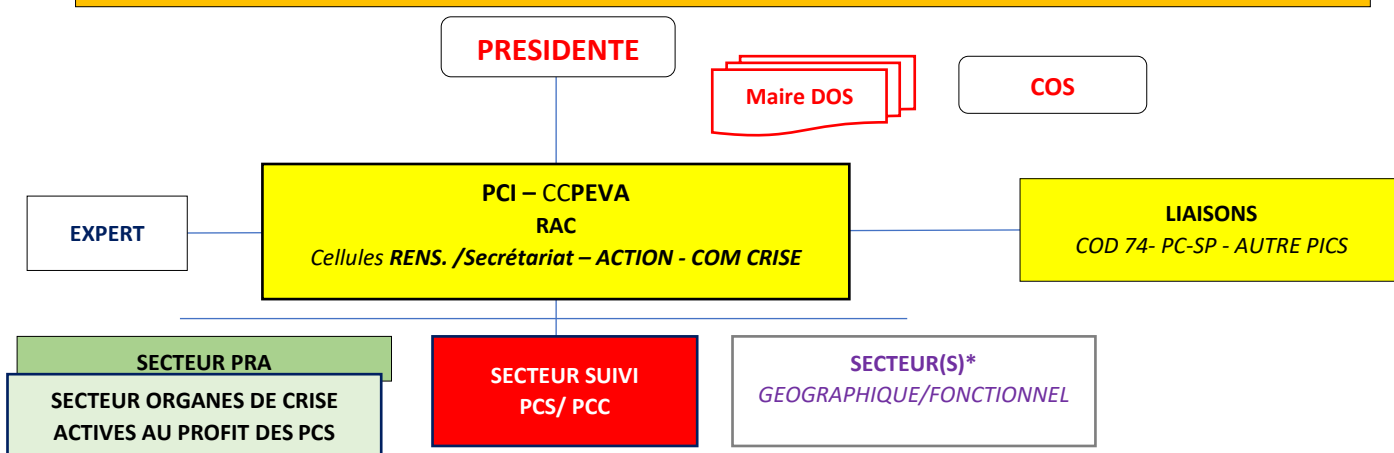 PRESIDENTE
Maire DOS
COS
EXPERT
PCI – CCPEVA
RAC
Cellules RENS. /Secrétariat – ACTION - COM CRISE
LIAISONS
COD 74- PC-SP - AUTRE PICS
SECTEUR PRA
SECTEUR ORGANES DE CRISE
ACTIVES AU PROFIT DES PCS
SECTEUR SUIVI
PCS/ PCC
SECTEUR(S)*
GEOGRAPHIQUE/FONCTIONNEL